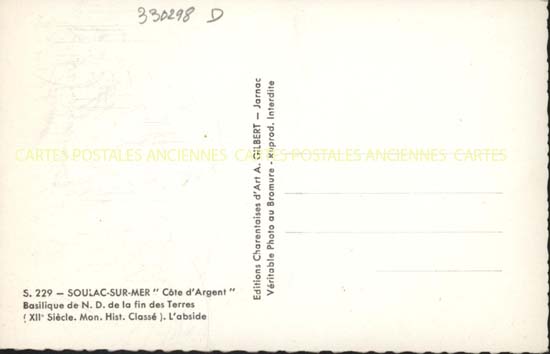 330298 D
Editions Charentaises d'Art A. GILBERT — Jarnac
Véritable Photo au Bromure - Reprod. Interdite
CARTES POSTALES ANCIENNES CARTES POSTALES ANCIENNES CARTES
S. 229 — SOULAC-SUR-MER " Côte d'Argent "
Basilique de N. D. de la fin des Terres
( XIIe Siècle. Mon. Hist. Classé ). L'abside